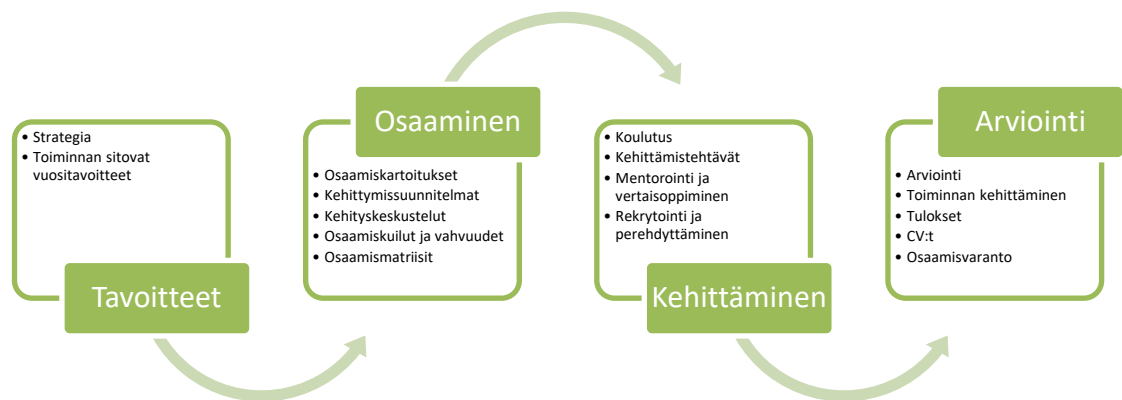 • Strategia
• Toiminnan sitovat
vuositavoitteet
Tavoitteet
Osaaminen
• Osaamiskartoitukset
• Kehittymissuunnitelmat
• Kehityskeskustelut
• Osaamiskuilut ja vahvuudet
• Osaamismatriisit
• Koulutus
• Kehittämistehtävät
• Mentorointi ja
vertaisoppiminen
• Rekrytointi ja
perehdyttäminen
Kehittäminen
Arviointi
• Arviointi
• Toiminnan kehittäminen
• Tulokset
• CV:t
• Osaamisvaranto